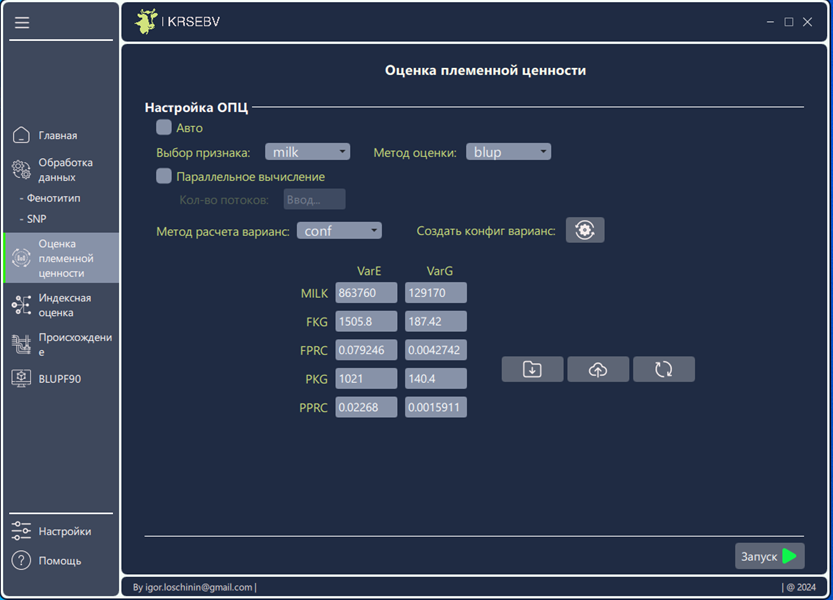 | KRSEBV
Главная
Обработка
данных
- Фенотитип
- SNP
Оценка
племенной
ценности
Индексная
оценка
Происхождени
е
BLUPF90
Настройки
Помощь
Оценка племенной ценности
Настройка ОПЦ
Авто
Выбор признака: milk Метод оценки: blup
Параллельное вычисление
Кол-во потоков: Ввод...
Метод расчета варианс: conf Создать конфиг варианс:
VarE VarG
MILK 863760 129170
FKG 1505.8 187.42
FPRC 0.079246 0.0042742
PKG 1021 140.4
PPRC 0.02268 0.0015911
Запуск
By igor.loschinin@gmail.com | | @ 2024